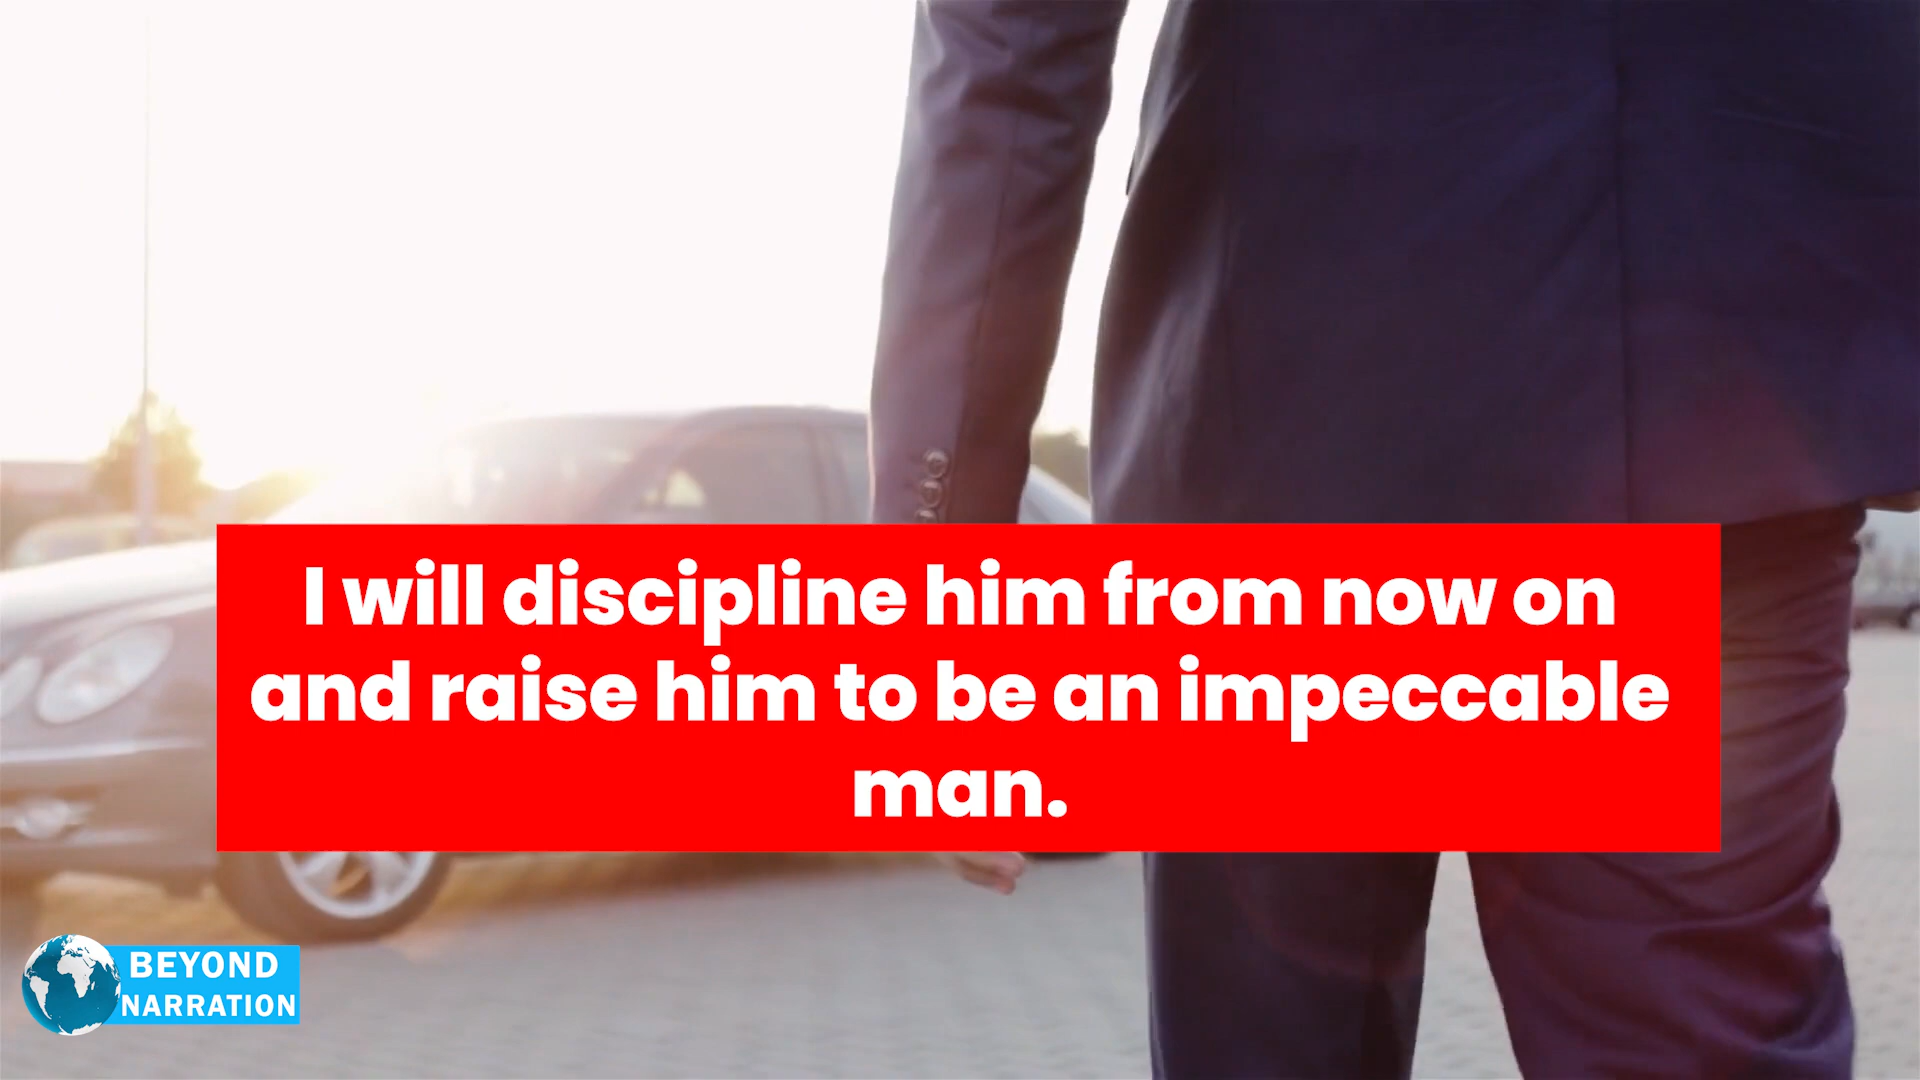 I will discipline him from now on
and raise him to be an impeccable
man.
BEYOND
NARRATION